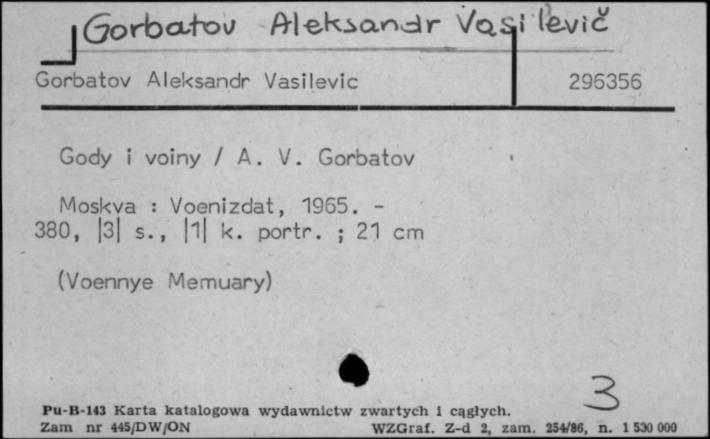 Gorbatov Aleksandr Vasilevič
Gorbatov Aleksandr Vasilevic
296356
Gody i voiny / A. V. Gorbatov
Moskva : Voenizdat, 1965. -
380, |3| s., |1| k. portr. ; 21 cm
(Voennye Memuary)
3
Pu-B-143 Karta katalogowa wydawnictw zwartych i ciągłych.
Zam nr 445/DW/ON WZGraf. Z-d 2, zam. 254/86, n. 1 530 000